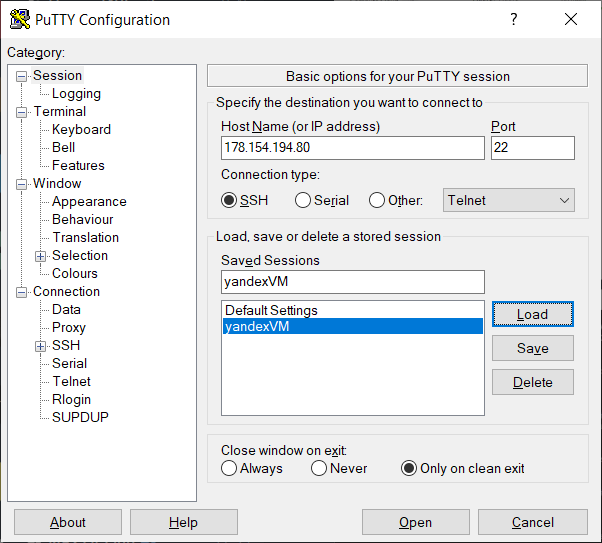 PuTTY Configuration
?
Category:
Session
Logging
Terminal
Keyboard
Bell
Features
Window
Appearance
Behaviour
Translation
Selection
Colours
Connection
Data
Proxy
SSH
Serial
Telnet
Rlogin
SUPDUP
Basic options for your PuTTY session
Specify the destination you want to connect to
Host Name (or IP address) Port
178.154.194.80 22
Connection type:
SSH Serial Other: Telnet
Load, save or delete a stored session
Saved Sessions
yandexVM
Default Settings
yandexVM
Load
Save
Delete
Close window on exit:
Always Never Only on clean exit
About Help Open Cancel